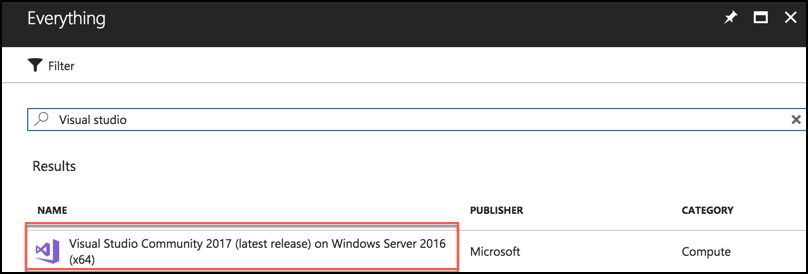 Everything
Filter
Visual studio
Results
NAME PUBLISHER CATEGORY
Visual Studio Community 2017 (latest release) on Windows Server 2016 Microsoft Compute
(x64)